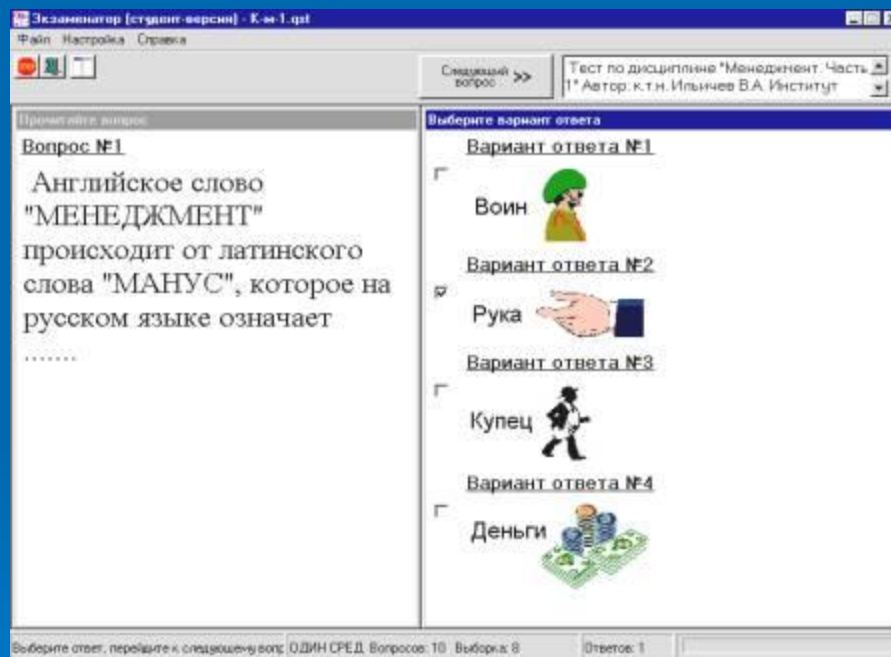 Экзаменатор (студент-версия) - К-м-1.qst
Файл Настройка Справка
Следующий вопрос >>
Тест по дисциплине "Менеджмент. Часть
1" Автор: к.т.н. Ильичев В.А. Институт
Прочитайте вопрос
Вопрос №1
Английское слово
"МЕНЕДЖМЕНТ"
происходит от латинского
слова "МАНУС", которое на
русском языке означает
.......
Выберите вариант ответа
Вариант ответа №1
Воин
Вариант ответа №2
Рука
Вариант ответа №3
Купец
Вариант ответа №4
Деньги
Выберите ответ, перейдите к следующему вопр ОДИН СРЕД. Вопросов: 10 Выборка: 8 Ответов: 1